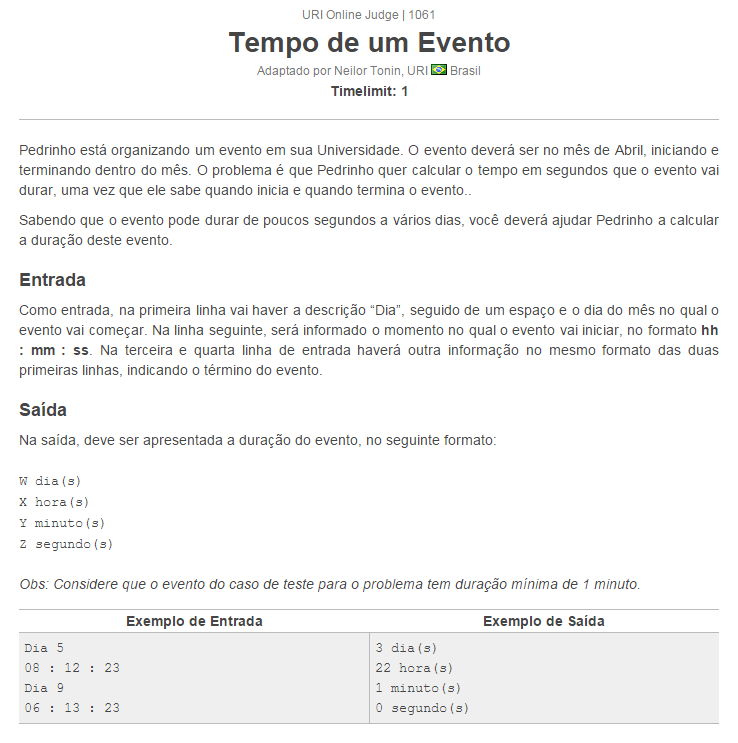 URI Online Judge | 1061
Tempo de um Evento
Adaptado por Neilor Tonin, URI Brasil
Timelimit: 1
Pedrinho está organizando um evento em sua Universidade. O evento deverá ser no mês de Abril, iniciando e
terminando dentro do mês. O problema é que Pedrinho quer calcular o tempo em segundos que o evento vai
durar, uma vez que ele sabe quando inicia e quando termina o evento..
Sabendo que o evento pode durar de poucos segundos a vários dias, você deverá ajudar Pedrinho a calcular
a duração deste evento.
Entrada
Como entrada, na primeira linha vai haver a descrição “Dia”, seguido de um espaço e o dia do mês no qual o
evento vai começar. Na linha seguinte, será informado o momento no qual o evento vai iniciar, no formato hh
: mm : ss. Na terceira e quarta linha de entrada haverá outra informação no mesmo formato das duas
primeiras linhas, indicando o término do evento.
Saída
Na saída, deve ser apresentada a duração do evento, no seguinte formato:
W dia(s)
X hora(s)
Y minuto(s)
Z segundo(s)
Obs: Considere que o evento do caso de teste para o problema tem duração mínima de 1 minuto.
Exemplo de Entrada
Exemplo de Saída
Dia 5
08 : 12 : 23
Dia 9
06 : 13 : 23
3 dia(s)
22 hora(s)
1 minuto(s)
0 segundo(s)